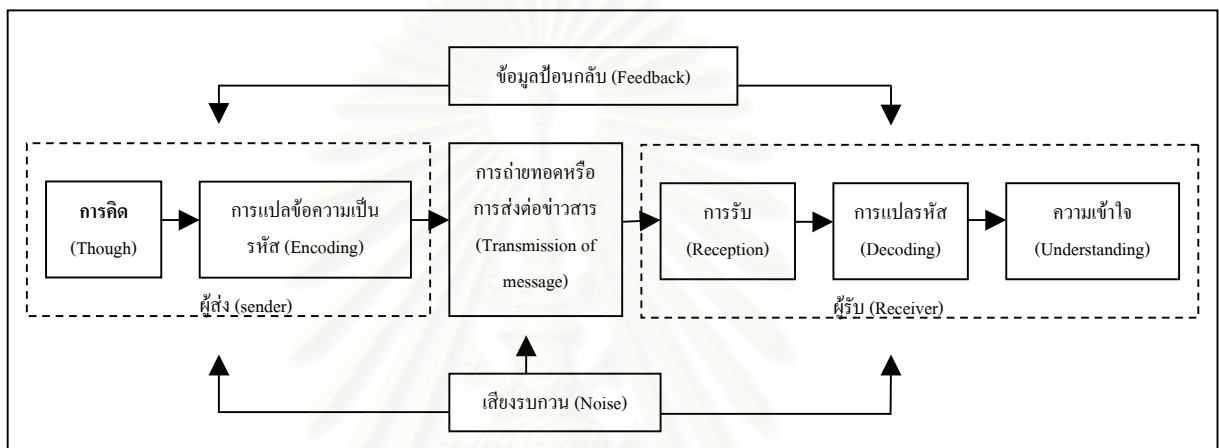 ข้อมูลป้อนกลับ (Feedback)
การคิด
(Though)
การแปลข้อความเป็น
รหัส (Encoding)
ผู้ส่ง (sender)
การถ่ายทอดหรือ
การส่งต่อข่าวสาร
(Transmission of
message)
การรับ
(Reception)
การแปลรหัส
(Decoding)
ความเข้าใจ
(Understanding)
ผู้รับ (Receiver)
เสียงรบกวน (Noise)